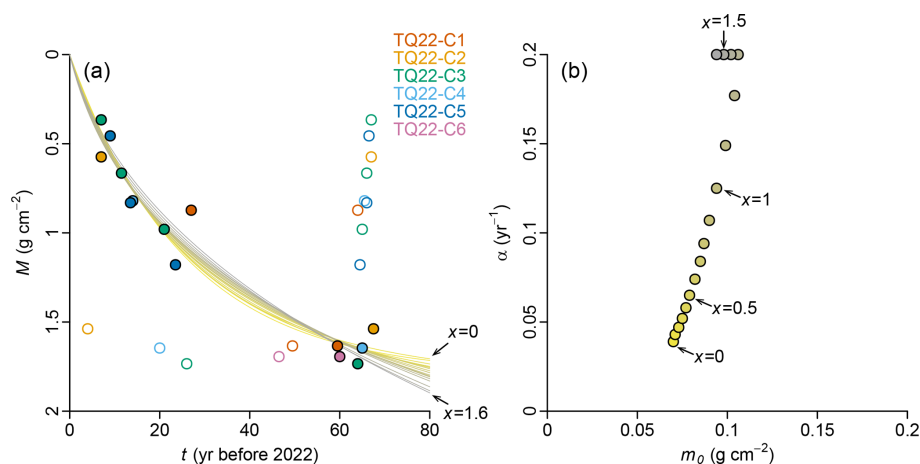 (a)
TQ22-C1
TQ22-C2
TQ22-C3
TQ22-C4
TQ22-C5
TQ22-C6
0
0.5
1
1.5
2
M (g cm⁻²)
x=0
x=1.6
0 20 40 60 80
t (yr before 2022)
(b)
x=1.5
x=1
x=0.5
x=0
0.2
0.15
0.1
0.05
0
α (yr⁻¹)
0 0.05 0.1 0.15 0.2
m₀ (g cm⁻²)